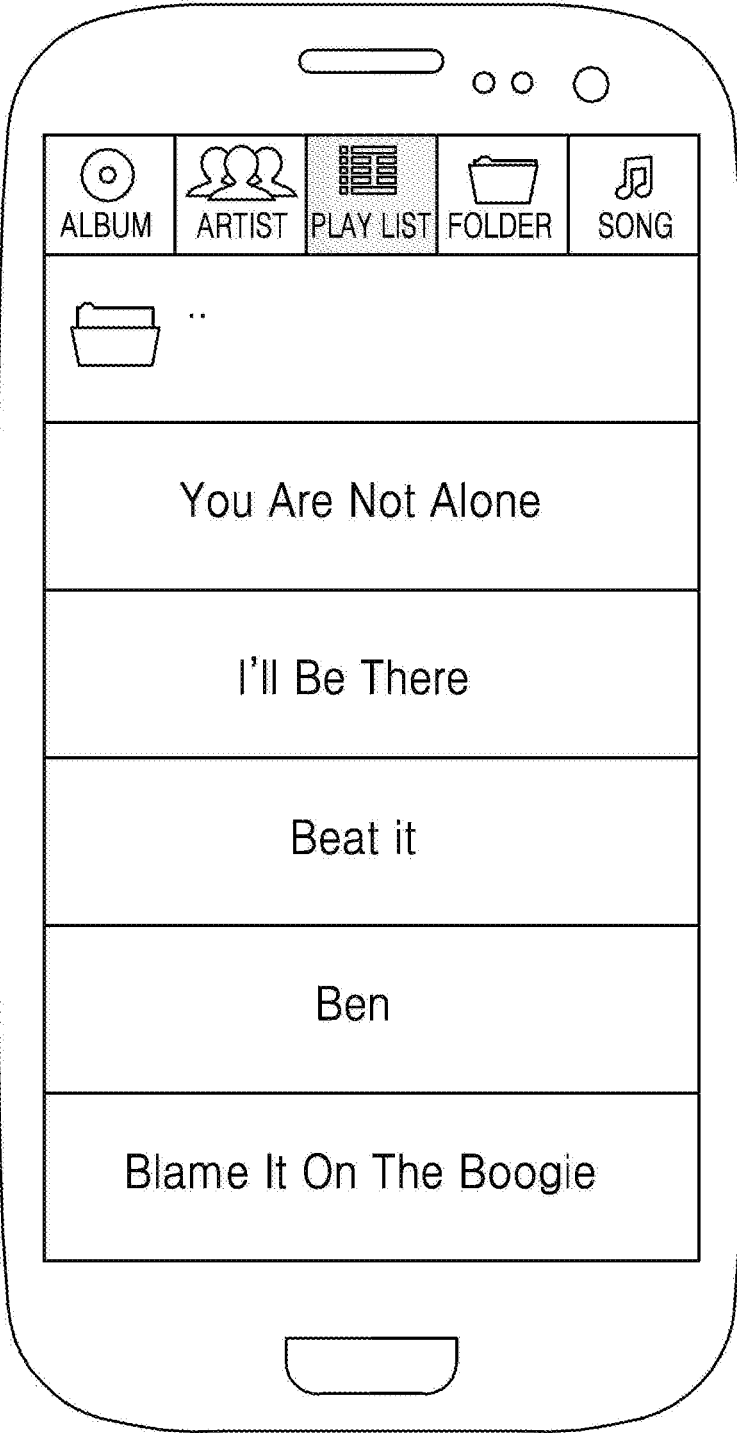 ALBUM ARTIST PLAY LIST FOLDER SONG
..
You Are Not Alone
I'll Be There
Beat it
Ben
Blame It On The Boogie